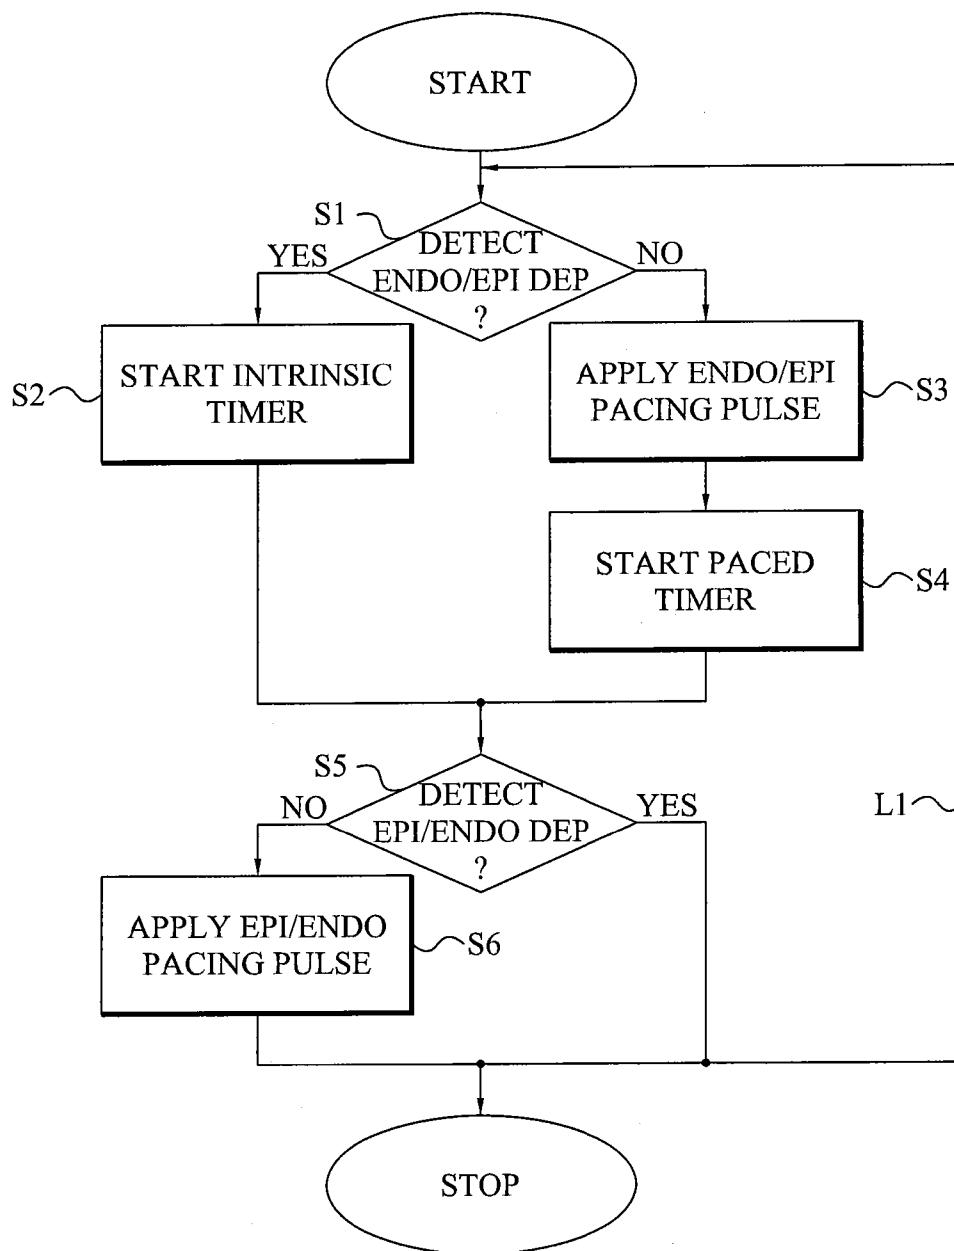 START
S1
DETECT
ENDO/EPI DEP
?
YES
NO
START INTRINSIC
TIMER
S2
APPLY ENDO/EPI
PACING PULSE
S3
START PACED
TIMER
S4
S5
DETECT
EPI/ENDO DEP
?
NO
YES
L1
APPLY EPI/ENDO
PACING PULSE
S6
STOP